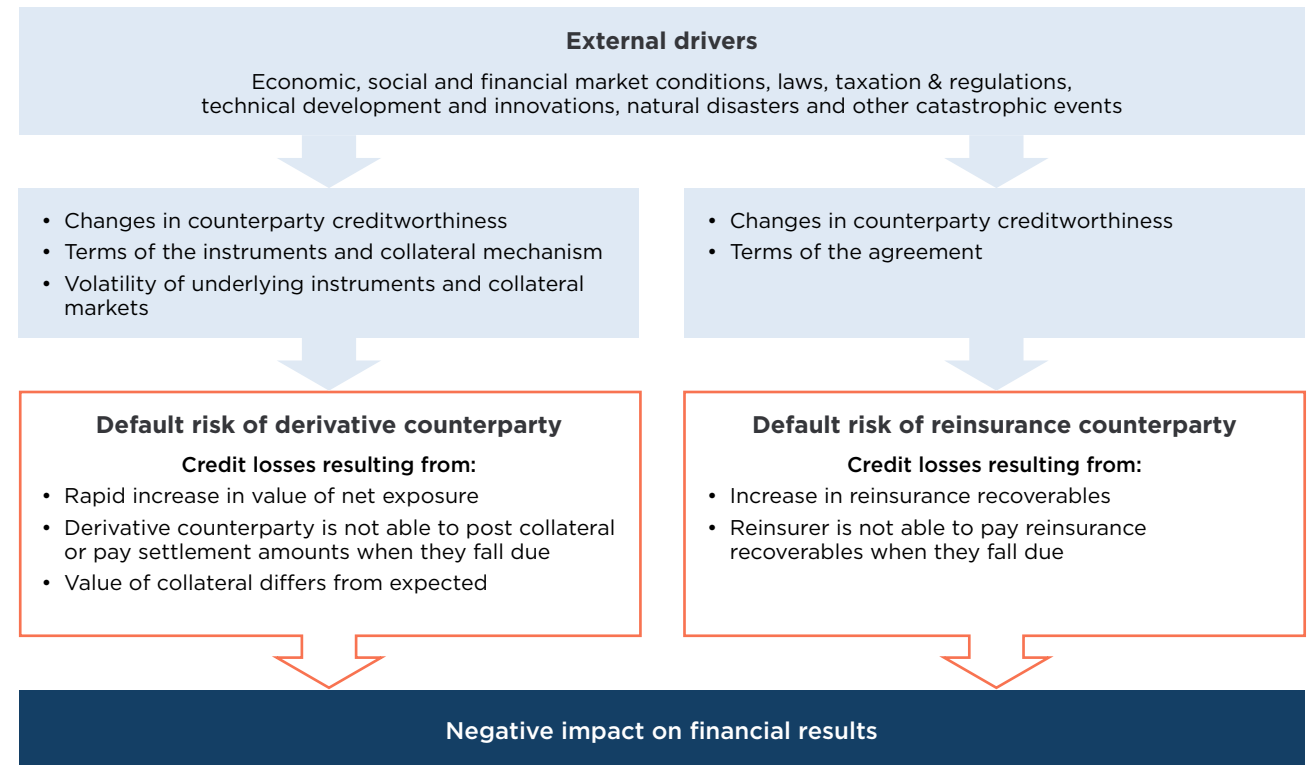 External drivers
Economic, social and financial market conditions, laws, taxation & regulations,
technical development and innovations, natural disasters and other catastrophic events
• Changes in counterparty creditworthiness
• Terms of the instruments and collateral mechanism
• Volatility of underlying instruments and collateral
markets
• Changes in counterparty creditworthiness
• Terms of the agreement
Default risk of derivative counterparty
Credit losses resulting from:
• Rapid increase in value of net exposure
• Derivative counterparty is not able to post collateral
or pay settlement amounts when they fall due
• Value of collateral differs from expected
Default risk of reinsurance counterparty
Credit losses resulting from:
• Increase in reinsurance recoverables
• Reinsurer is not able to pay reinsurance
recoverables when they fall due
Negative impact on financial results